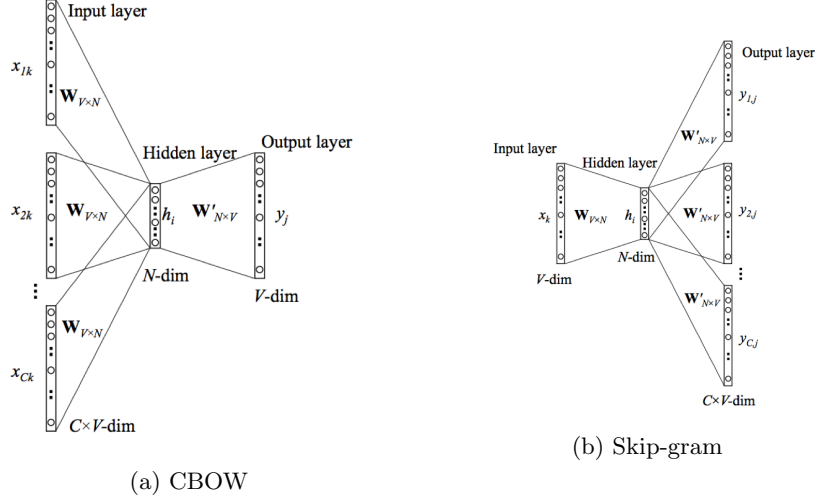 Input layer
x1k
WV×N
Hidden layer
Output layer
x2k
WV×N
hi
W'N×V
yj
N-dim
V-dim
WV×N
xCk
C×V-dim
(a) CBOW
Output layer
y1,j
W'N×V
Input layer
Hidden layer
xk
WV×N
hi
W'N×V
y2,j
N-dim
V-dim
W'N×V
yC,j
C×V-dim
(b) Skip-gram